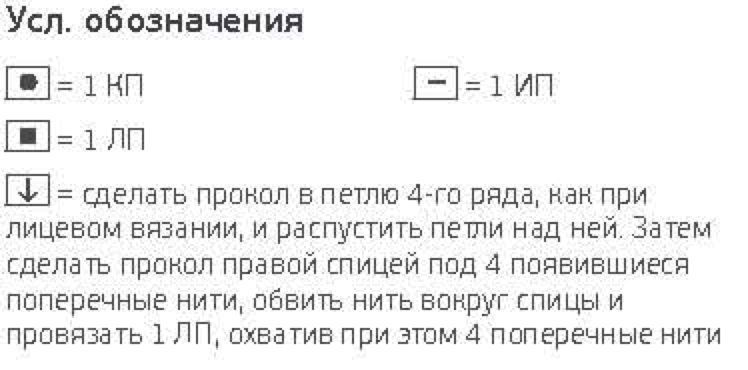 Усл. обозначения
● = 1 КП – = 1 ИП
■ = 1 ЛП
↓ = сделать прокол в петлю 4-го ряда, как при
лицевом вязании, и распустить петли над ней. Затем
сделать прокол правой спицей под 4 появившиеся
поперечные нити, обвить нить вокруг спицы и
провязать 1 ЛП, охватив при этом 4 поперечные нити